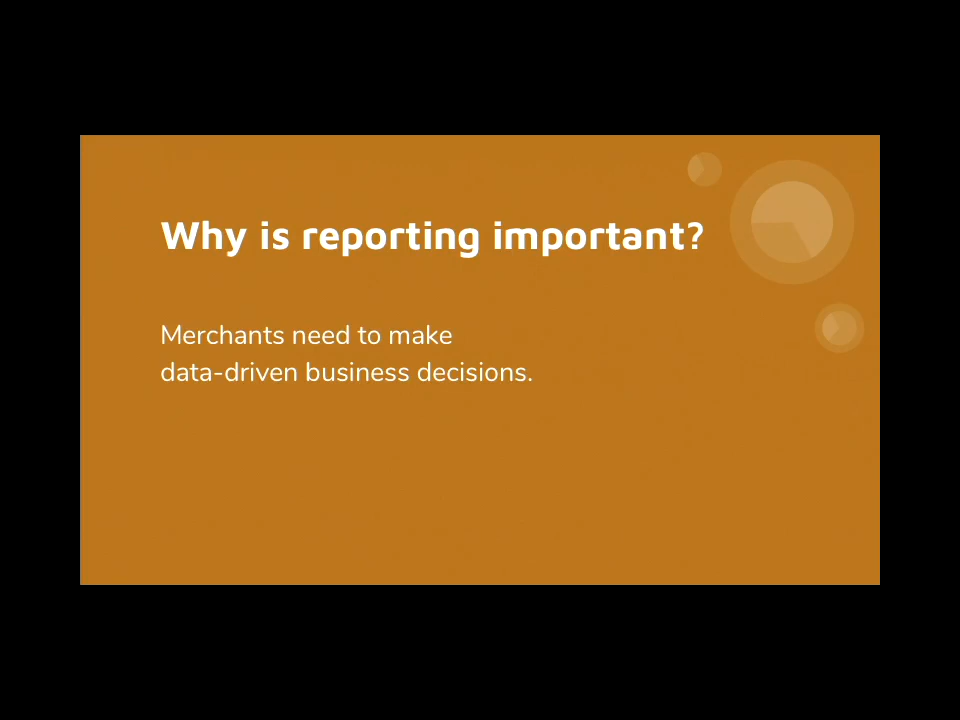 Why is reporting important?
Merchants need to make
data-driven business decisions.